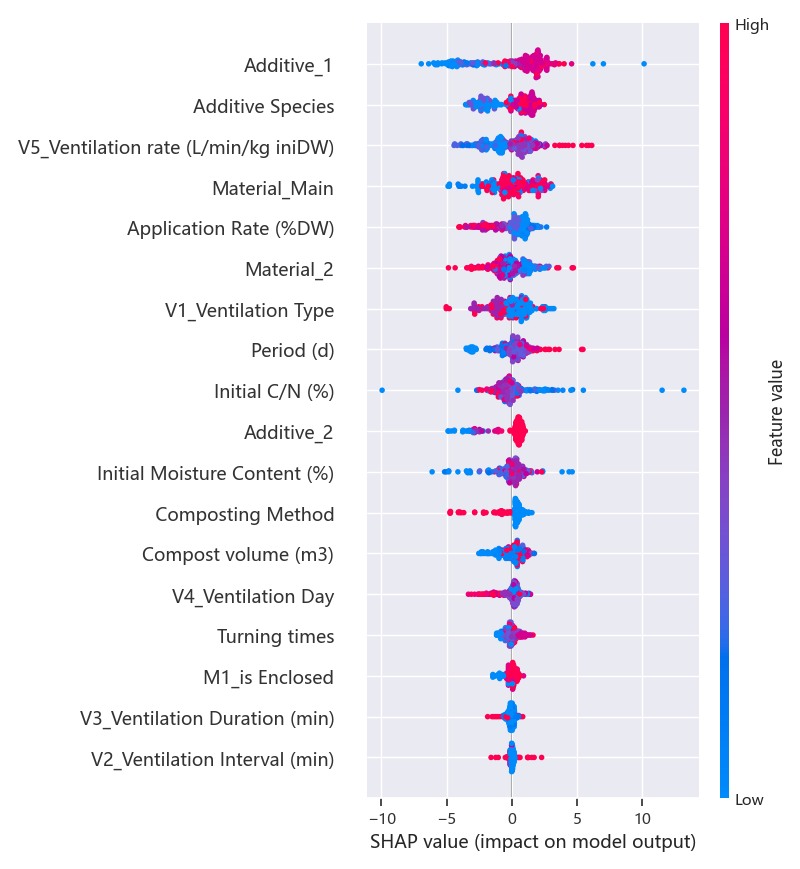 High
Additive_1
Additive Species
V5_Ventilation rate (L/min/kg iniDW)
Material_Main
Application Rate (%DW)
Material_2
V1_Ventilation Type
Period (d)
Initial C/N (%)
Additive_2
Initial Moisture Content (%)
Composting Method
Compost volume (m3)
V4_Ventilation Day
Turning times
M1_is Enclosed
V3_Ventilation Duration (min)
V2_Ventilation Interval (min)
Feature value
Low
−10 −5 0 5 10
SHAP value (impact on model output)